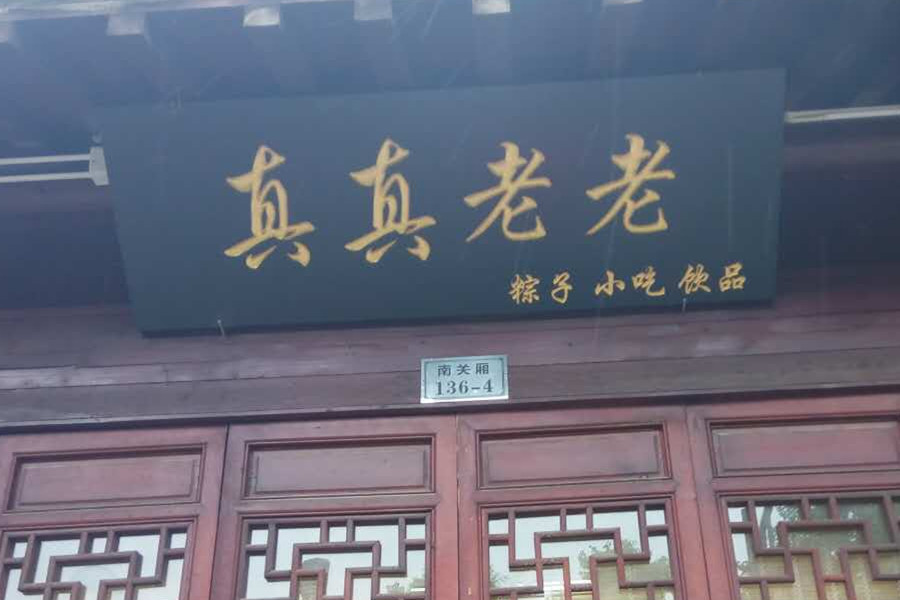 真真老老
粽子 小吃 饮品
南关厢
136-4